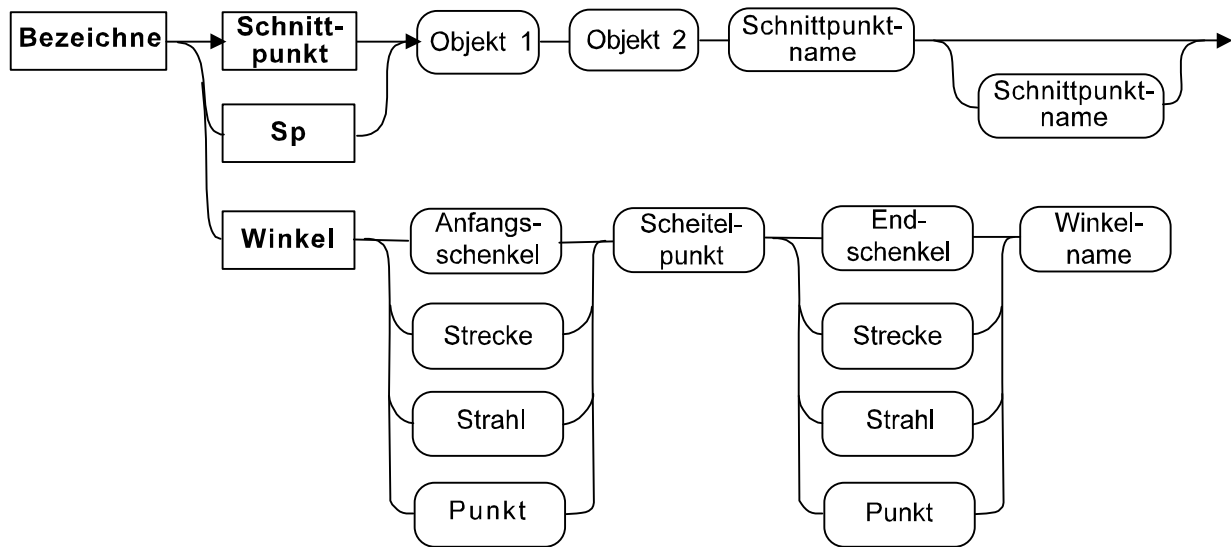 Bezeichne
Schnitt-
punkt
Objekt 1
Objekt 2
Schnittpunkt-
name
Schnittpunkt-
name
Sp
Winkel
Anfangs-
schenkel
Scheitel-
punkt
End-
schenkel
Winkel-
name
Strecke
Strecke
Strahl
Strahl
Punkt
Punkt